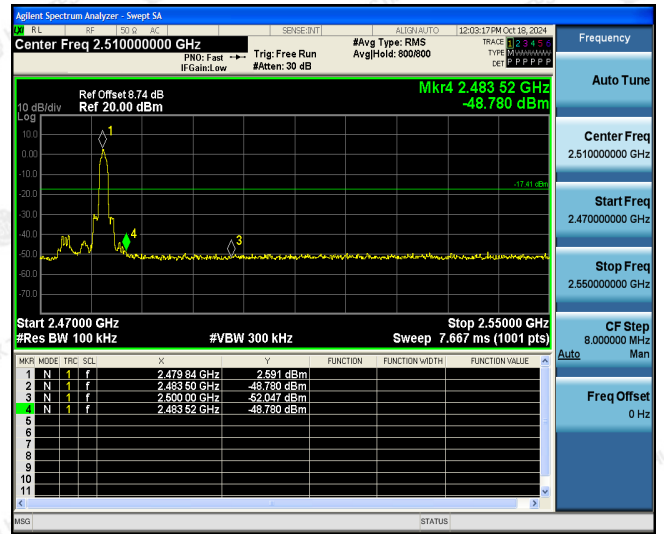 Agilent Spectrum Analyzer - Swept SA
LXI RL RF 50 Ω AC SENSE:INT ALIGN AUTO 12:03:17 PM Oct 18, 2024
Center Freq 2.510000000 GHz
PNO: Fast
IFGain:Low
Trig: Free Run
#Atten: 30 dB
#Avg Type: RMS
Avg|Hold: 800/800
TRACE 1 2 3 4 5 6
TYPE MWWWWW
DET P P P P P P
Ref Offset 8.74 dB
10 dB/div Ref 20.00 dBm
Log
Mkr4 2.483 52 GHz
-48.780 dBm
10.0
0.00
-10.0
-20.0
-30.0
-40.0
-50.0
-60.0
-70.0
1
4
3
-17.41 dBm
Start 2.47000 GHz Stop 2.55000 GHz
#Res BW 100 kHz #VBW 300 kHz Sweep 7.667 ms (1001 pts)
MKR MODE TRC SCL X Y FUNCTION FUNCTION WIDTH FUNCTION VALUE
1 N 1 f 2.479 84 GHz 2.591 dBm
2 N 1 f 2.483 50 GHz -48.780 dBm
3 N 1 f 2.500 00 GHz -52.047 dBm
4 N 1 f 2.483 52 GHz -48.780 dBm
5
6
7
8
9
10
11
MSG STATUS
Frequency
Auto Tune
Center Freq
2.510000000 GHz
Start Freq
2.470000000 GHz
Stop Freq
2.550000000 GHz
CF Step
8.000000 MHz
Auto Man
Freq Offset
0 Hz